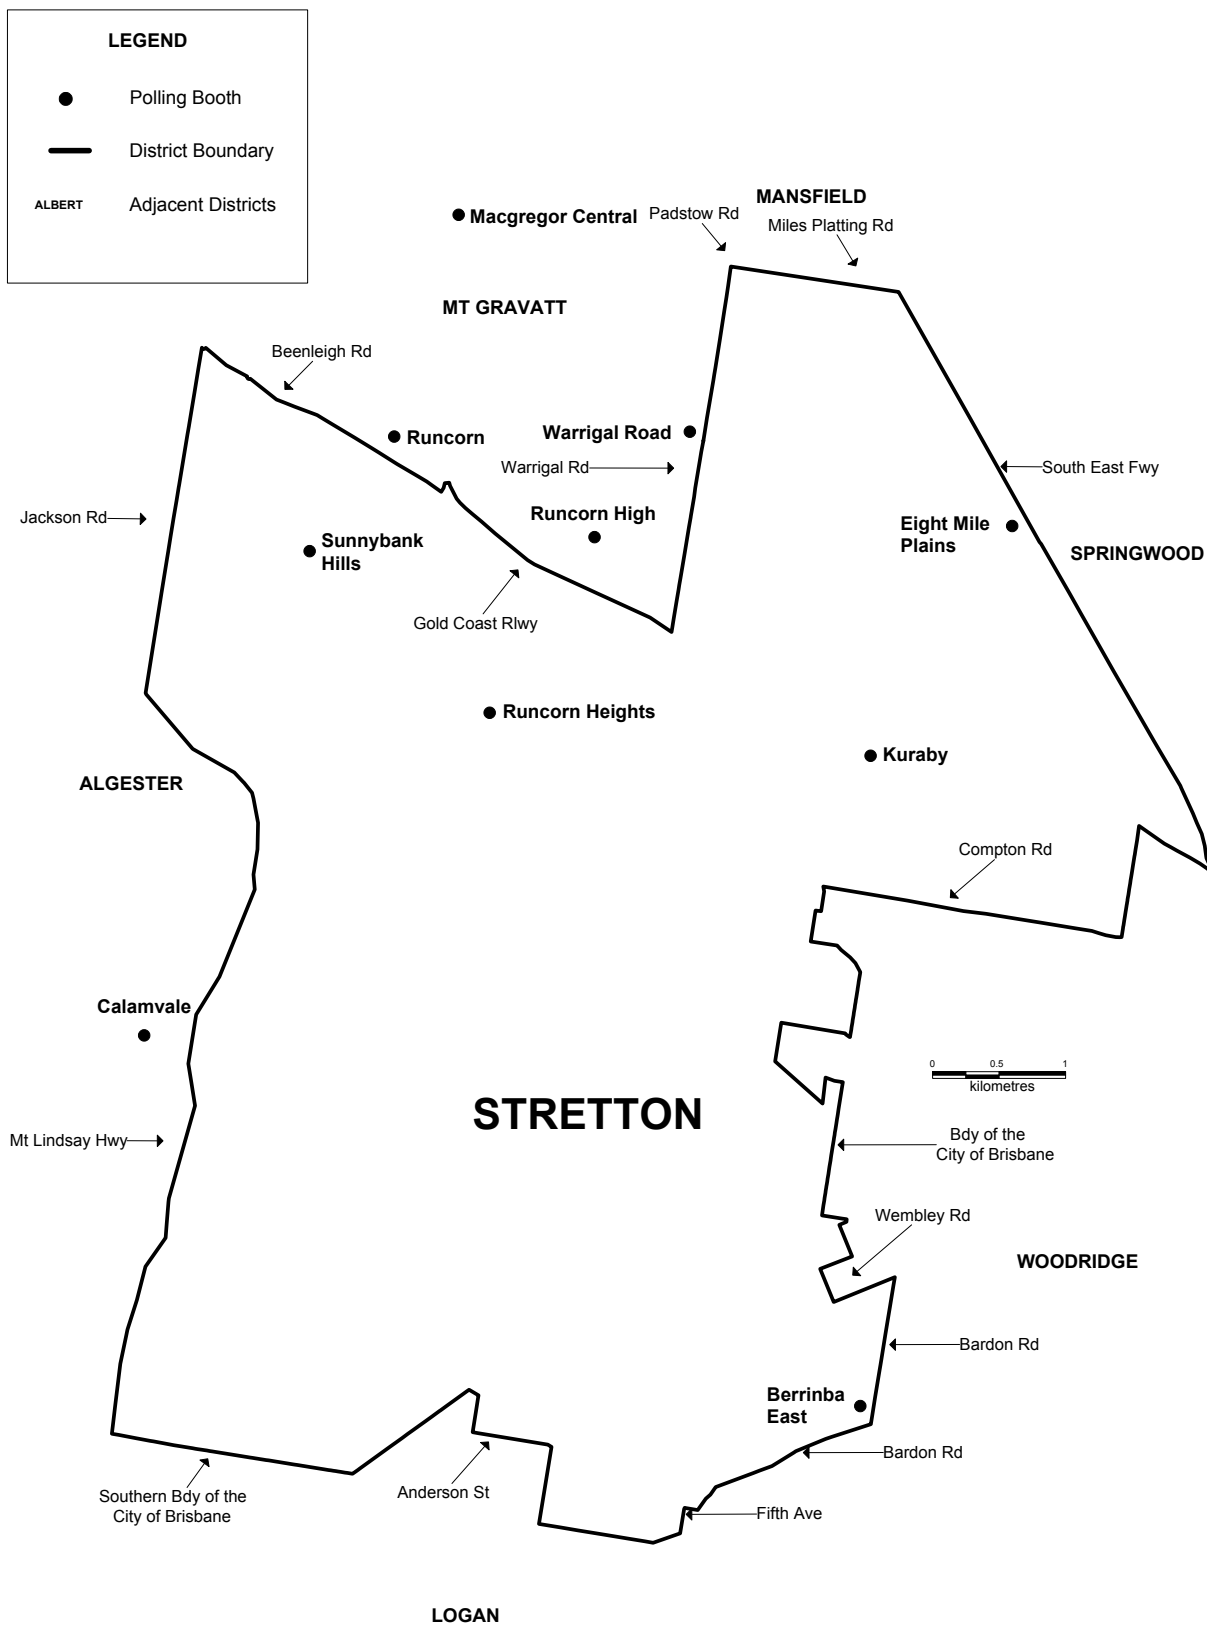 LEGEND
Polling Booth
District Boundary
ALBERT Adjacent Districts
MANSFIELD
Macgregor Central
Padstow Rd
Miles Platting Rd
MT GRAVATT
Beenleigh Rd
Runcorn
Warrigal Road
Warrigal Rd
South East Fwy
Jackson Rd
Runcorn High
Eight Mile
Plains
Sunnybank
Hills
SPRINGWOOD
Gold Coast Rlwy
Runcorn Heights
Kuraby
ALGESTER
Compton Rd
Calamvale
0 0.5 1
kilometres
STRETTON
Mt Lindsay Hwy
Bdy of the
City of Brisbane
Wembley Rd
WOODRIDGE
Bardon Rd
Berrinba
East
Bardon Rd
Anderson St
Southern Bdy of the
City of Brisbane
Fifth Ave
LOGAN